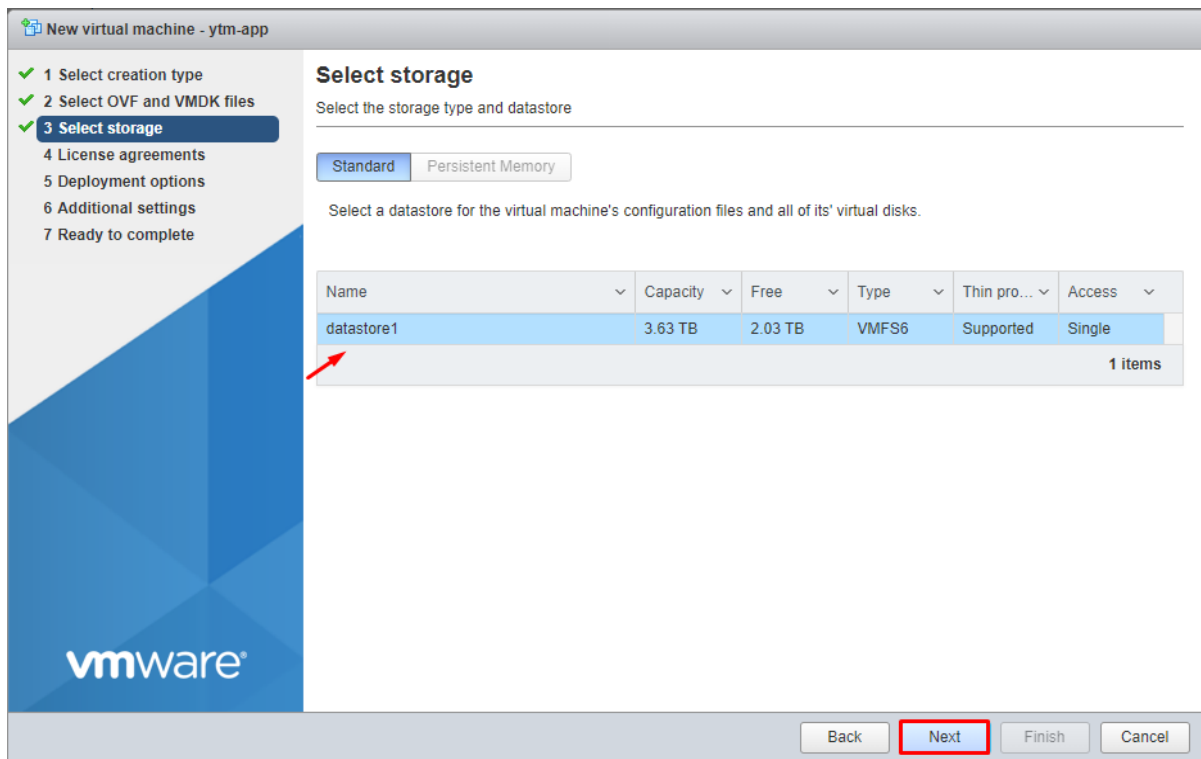 New virtual machine - ytm-app
1 Select creation type
2 Select OVF and VMDK files
3 Select storage
4 License agreements
5 Deployment options
6 Additional settings
7 Ready to complete
vmware®
Select storage
Select the storage type and datastore
Standard Persistent Memory
Select a datastore for the virtual machine's configuration files and all of its' virtual disks.
Name Capacity Free Type Thin pro... Access
datastore1 3.63 TB 2.03 TB VMFS6 Supported Single
1 items
Back Next Finish Cancel